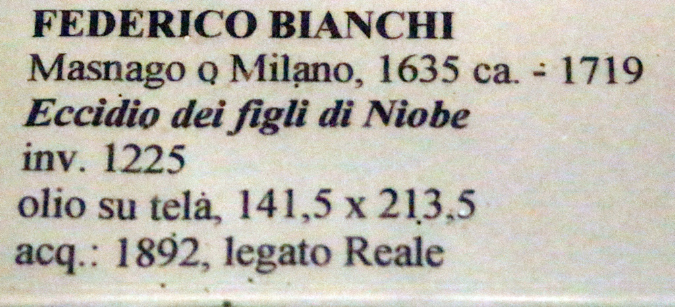 FEDERICO BIANCHI
Masnago o Milano, 1635 ca. - 1719
Eccidio dei figli di Niobe
inv. 1225
olio su tela, 141,5 x 213,5
acq.: 1892, legato Reale